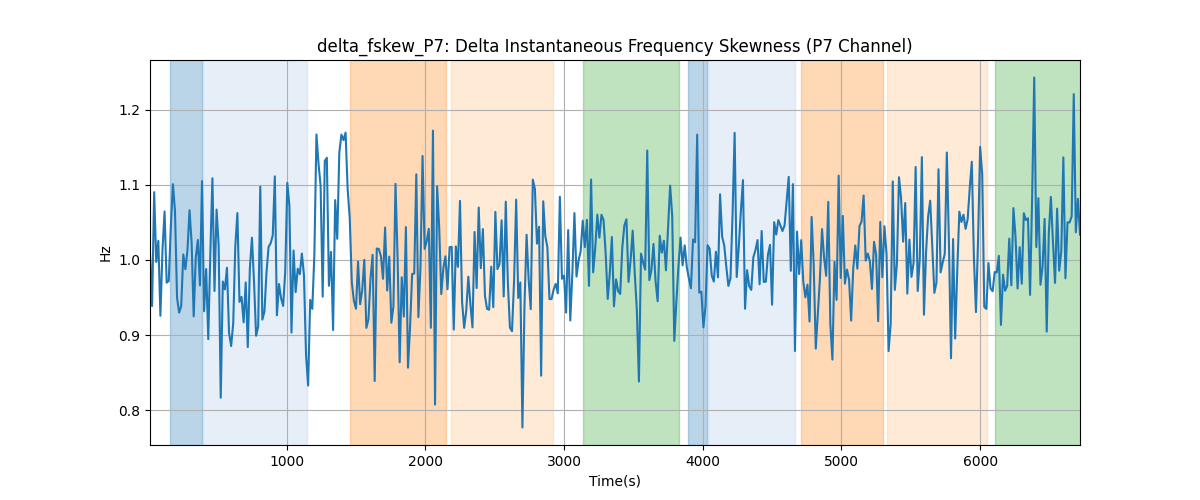 delta_fskew_P7: Delta Instantaneous Frequency Skewness (P7 Channel)
Hz
1.2
1.1
1.0
0.9
0.8
1000 2000 3000 4000 5000 6000
Time(s)